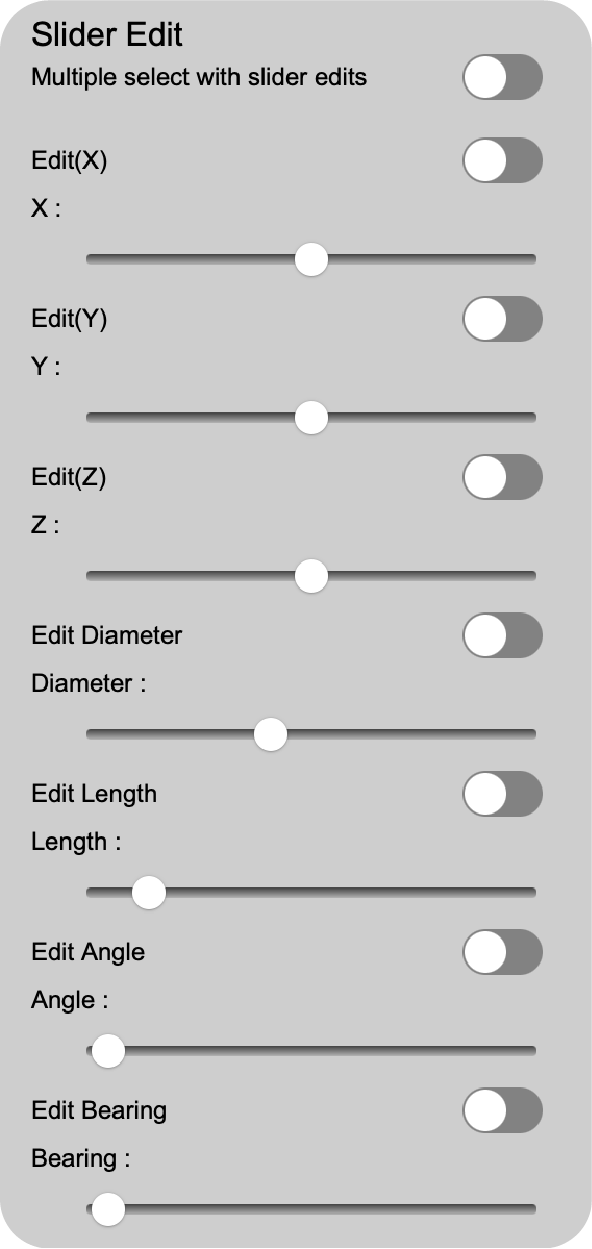 Slider Edit
Multiple select with slider edits
Edit(X)
X :
Edit(Y)
Y :
Edit(Z)
Z :
Edit Diameter
Diameter :
Edit Length
Length :
Edit Angle
Angle :
Edit Bearing
Bearing :